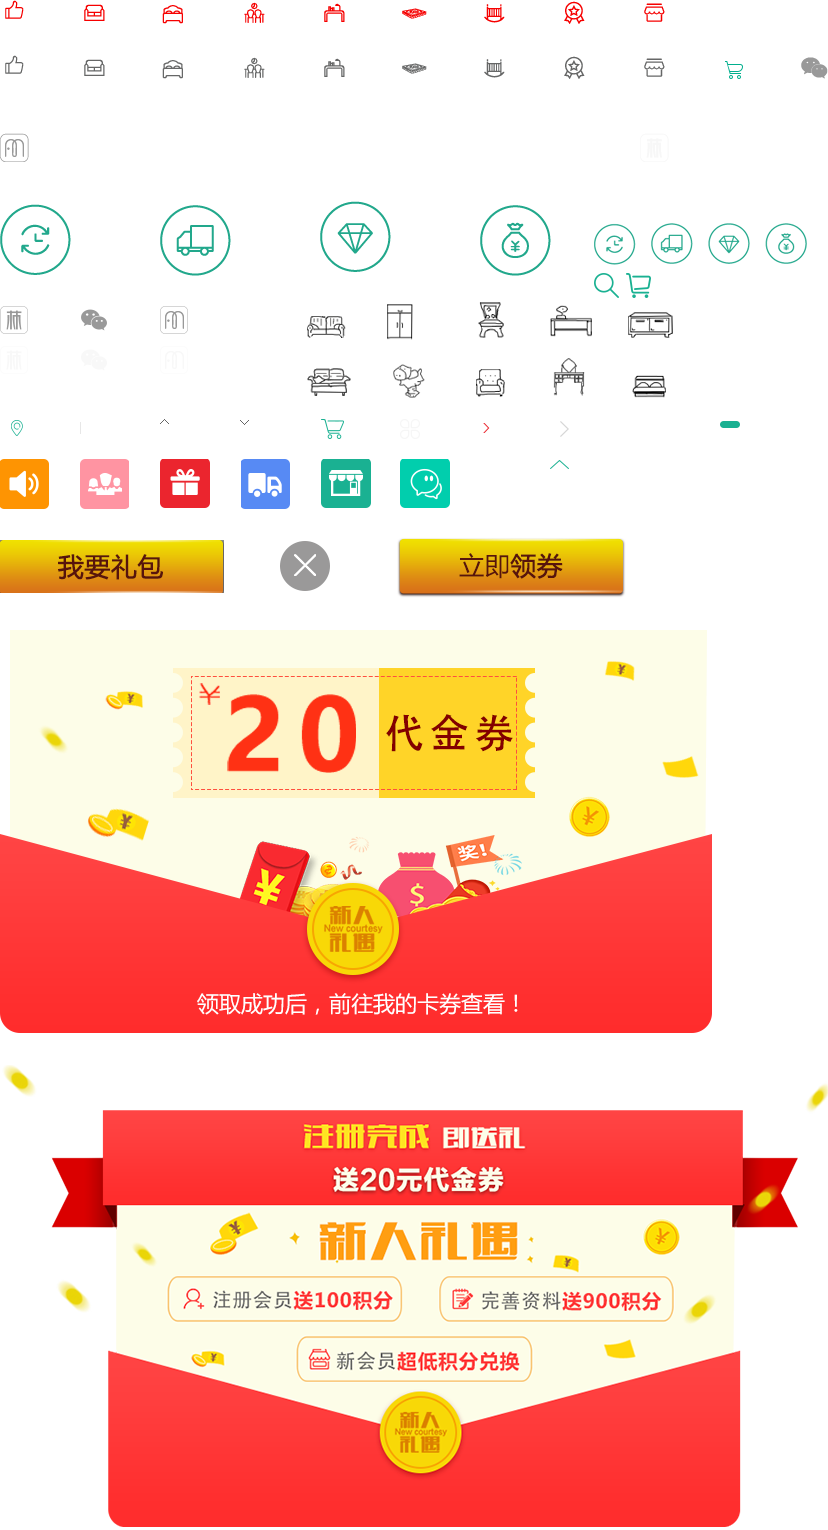 林
林
林
我要礼包
立即领券
¥
20
代金券
¥
奖!
$
新人
New courtesy
礼遇
领取成功后，前往我的卡券查看！
注册完成 即送礼
送20元代金券
新人礼遇
注册会员送100积分
完善资料送900积分
新会员超低积分兑换
新人
New courtesy
礼遇